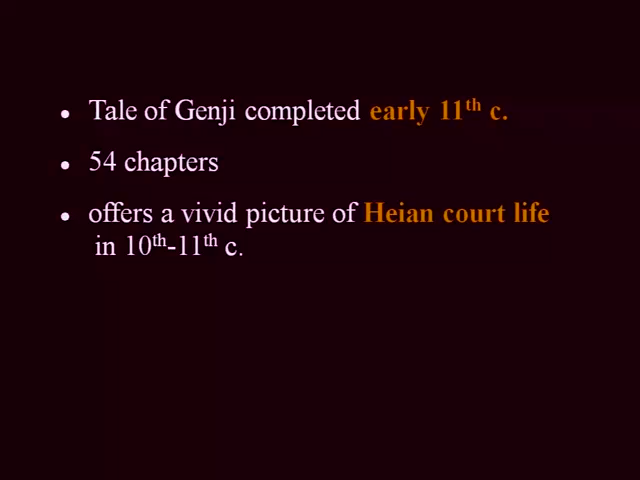 • Tale of Genji completed early 11th c.
• 54 chapters
• offers a vivid picture of Heian court life
in 10th-11th c.